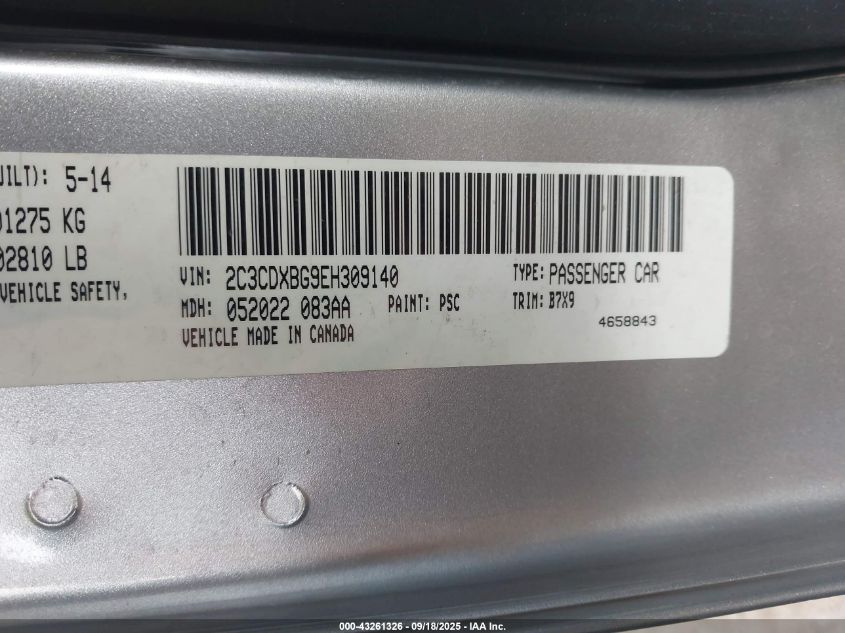 UILT): 5-14
01275 KG
02810 LB
VEHICLE SAFETY,
VIN: 2C3CDXBG9EH309140 TYPE: PASSENGER CAR
MDH: 052022 083AA PAINT: PSC TRIM: B7X9
VEHICLE MADE IN CANADA 4658843
000-43261326 - 09/18/2025 - IAA Inc.